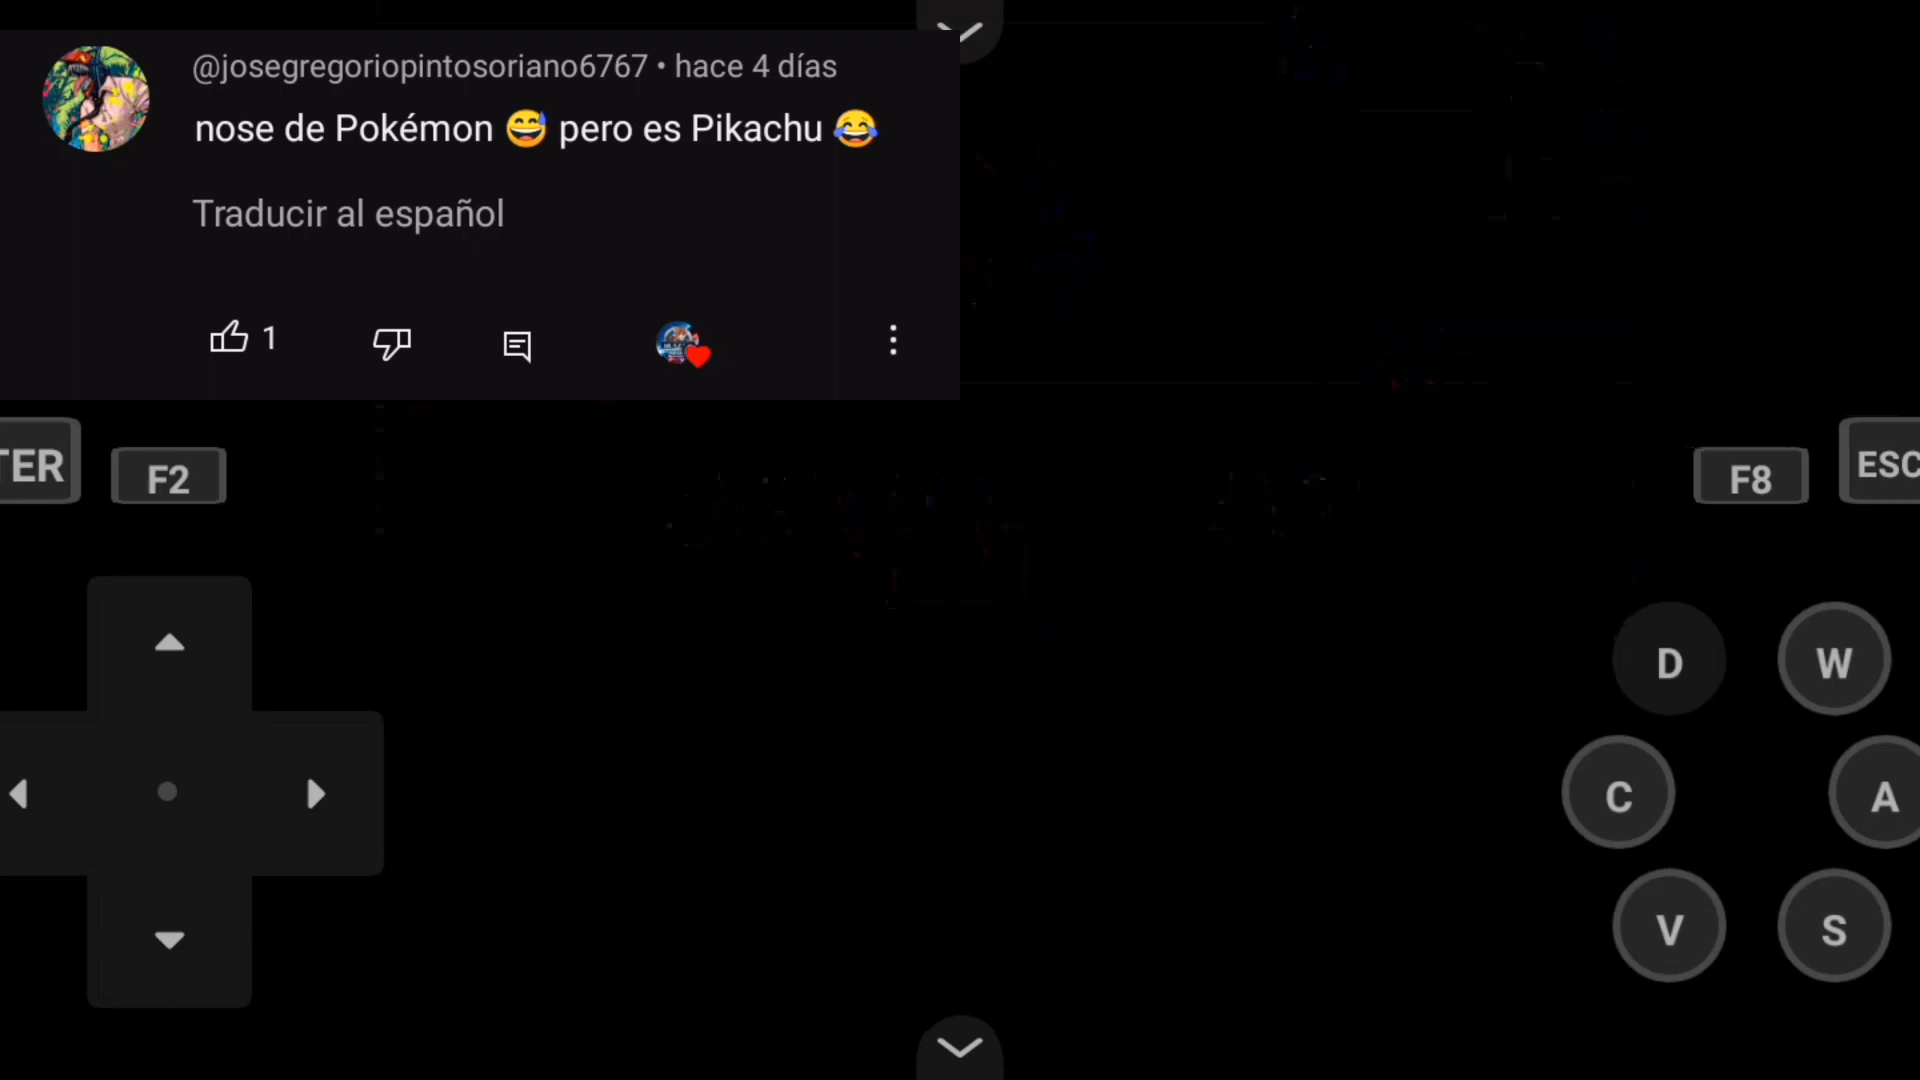 @josegregoriopintosoriano6767 • hace 4 días
nose de Pokémon 😅 pero es Pikachu 😂
Traducir al español
1
TER
F2
F8
ESC
D
W
C
A
V
S